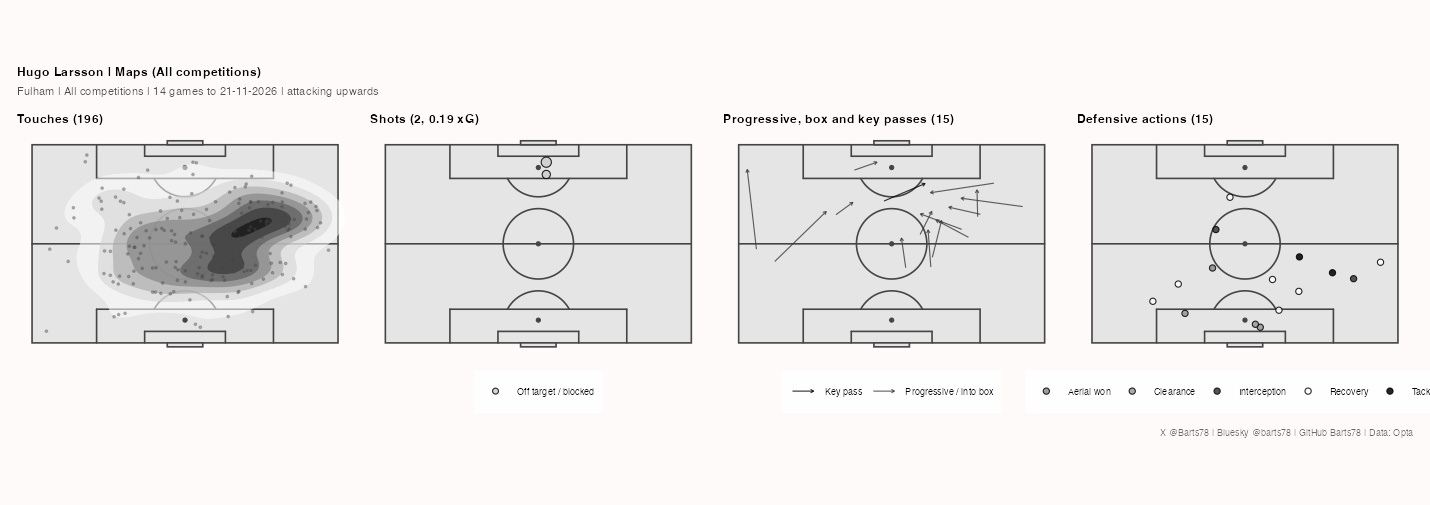 Hugo Larsson | Maps (All competitions)
Fulham | All competitions | 14 games to 21-11-2026 | attacking upwards
Touches (196)
Shots (2, 0.19 xG)
Progressive, box and key passes (15)
Defensive actions (15)
Off target / blocked
Key pass
Progressive / into box
Aerial won
Clearance
Interception
Recovery
Tack
X @Barts78 | Bluesky @barts78 | GitHub Barts78 | Data: Opta